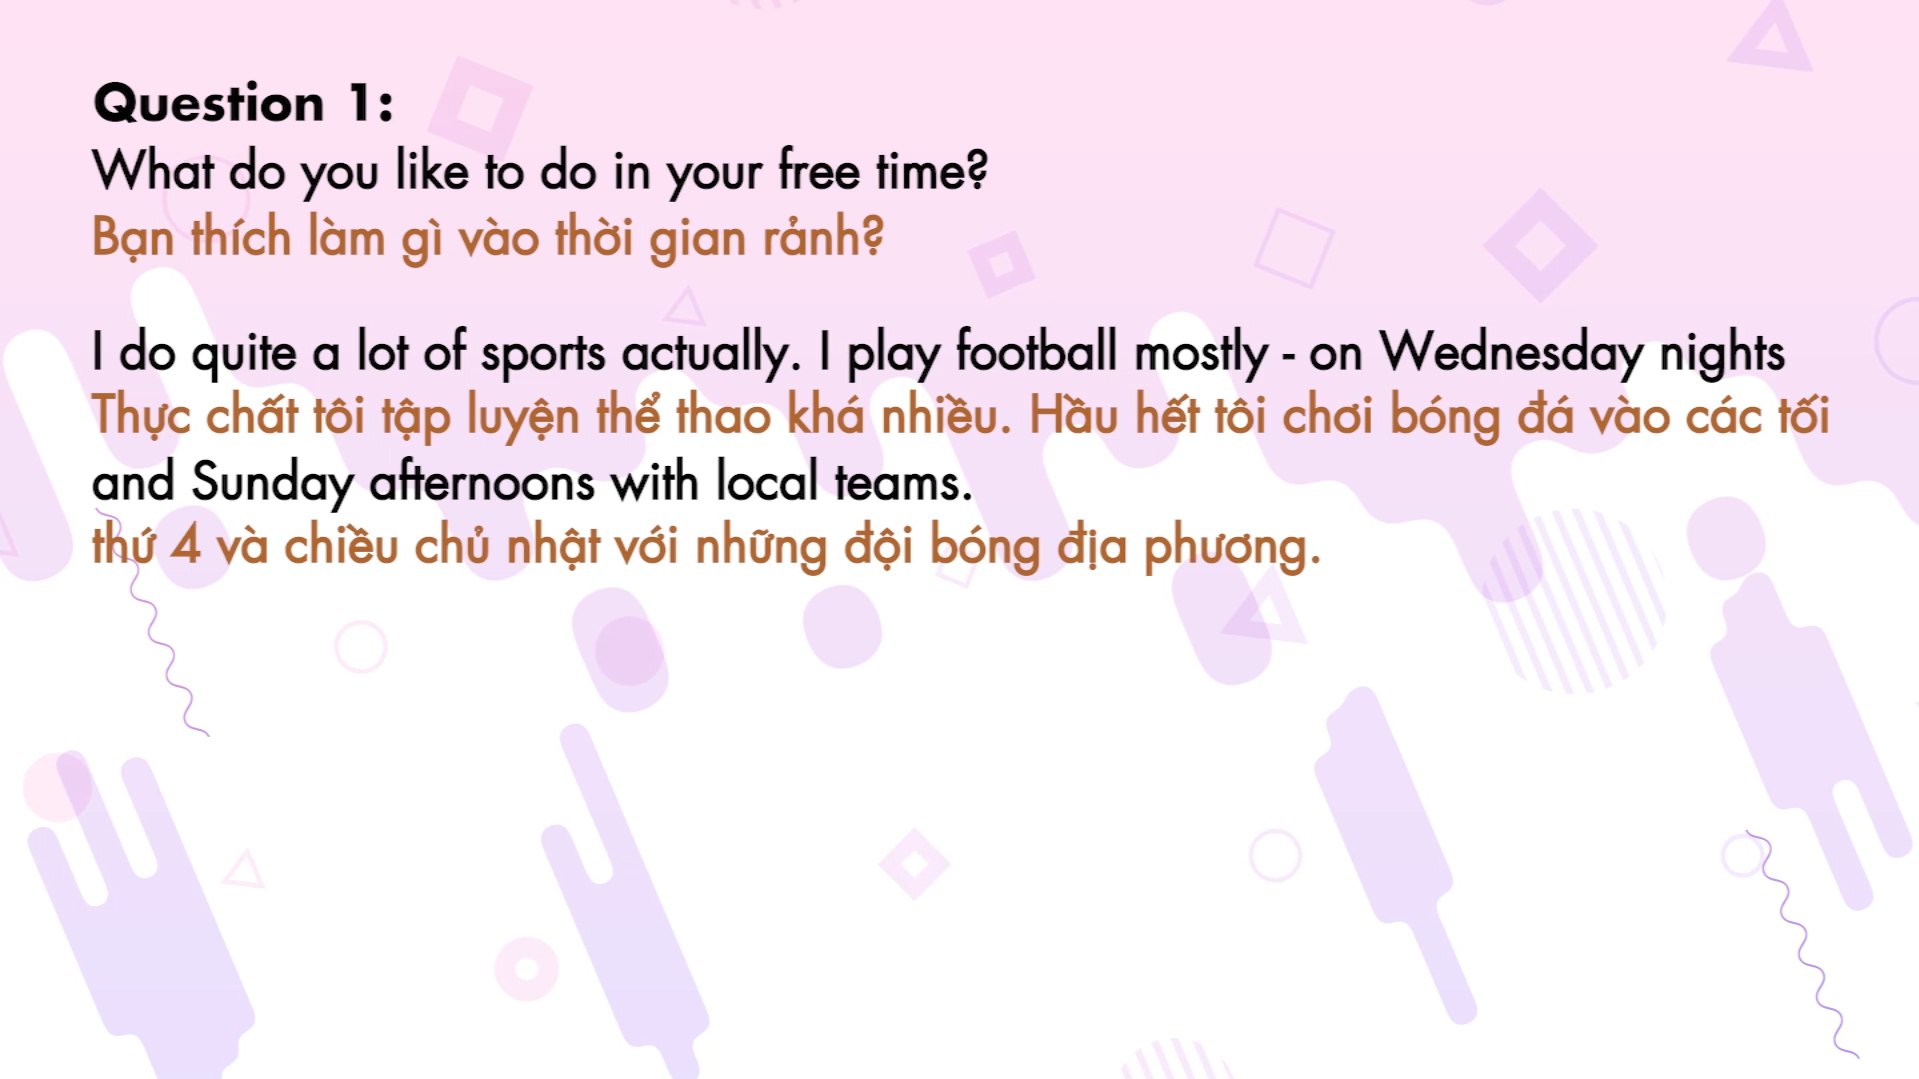 Question 1:
What do you like to do in your free time?
Bạn thích làm gì vào thời gian rảnh?
I do quite a lot of sports actually. I play football mostly - on Wednesday nights
Thực chất tôi tập luyện thể thao khá nhiều. Hầu hết tôi chơi bóng đá vào các tối
and Sunday afternoons with local teams.
thứ 4 và chiều chủ nhật với những đội bóng địa phương.